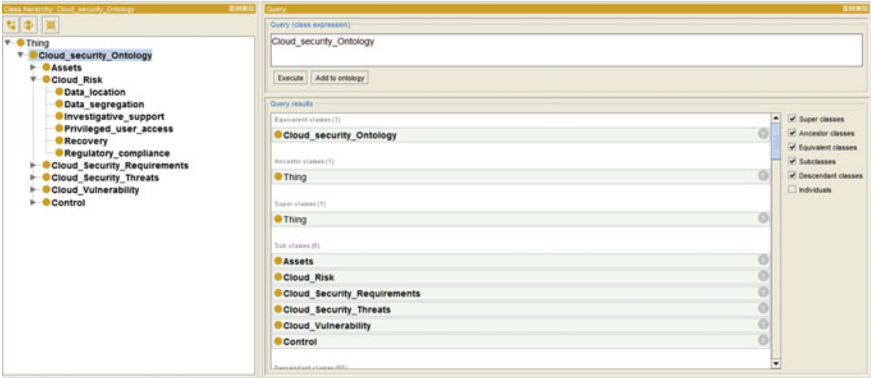 Class hierarchy: Cloud_security_Ontology
Thing
Cloud_security_Ontology
Assets
Cloud_Risk
Data_location
Data_segregation
Investigative_support
Privileged_user_access
Recovery
Regulatory_compliance
Cloud_Security_Requirements
Cloud_Security_Threats
Cloud_Vulnerability
Control
Query:
Query (class expression)
Cloud_security_Ontology
Execute
Add to ontology
Query results
Equivalent classes (1)
Cloud_security_Ontology
Ancestor classes (1)
Thing
Super classes (1)
Thing
Sub classes (6)
Assets
Cloud_Risk
Cloud_Security_Requirements
Cloud_Security_Threats
Cloud_Vulnerability
Control
Descendant classes
Super classes
Ancestor classes
Equivalent classes
Subclasses
Descendant classes
Individuals